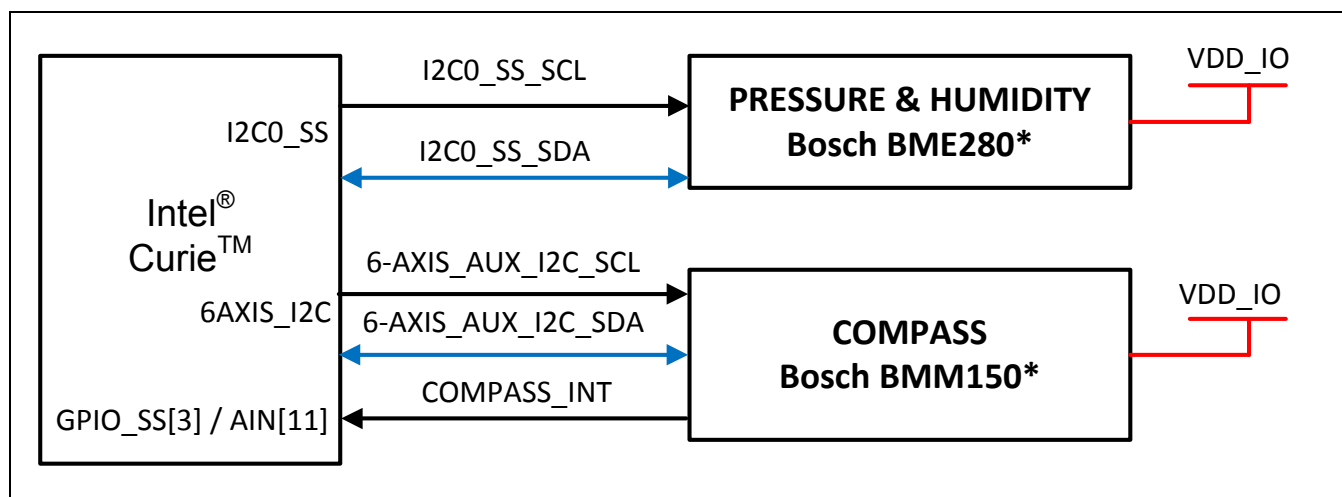 I2C0_SS_SCL
VDD_IO
PRESSURE & HUMIDITY
Bosch BME280*
I2C0_SS
I2C0_SS_SDA
Intel®
Curie™
6-AXIS_AUX_I2C_SCL
VDD_IO
6AXIS_I2C
6-AXIS_AUX_I2C_SDA
COMPASS
Bosch BMM150*
COMPASS_INT
GPIO_SS[3] / AIN[11]